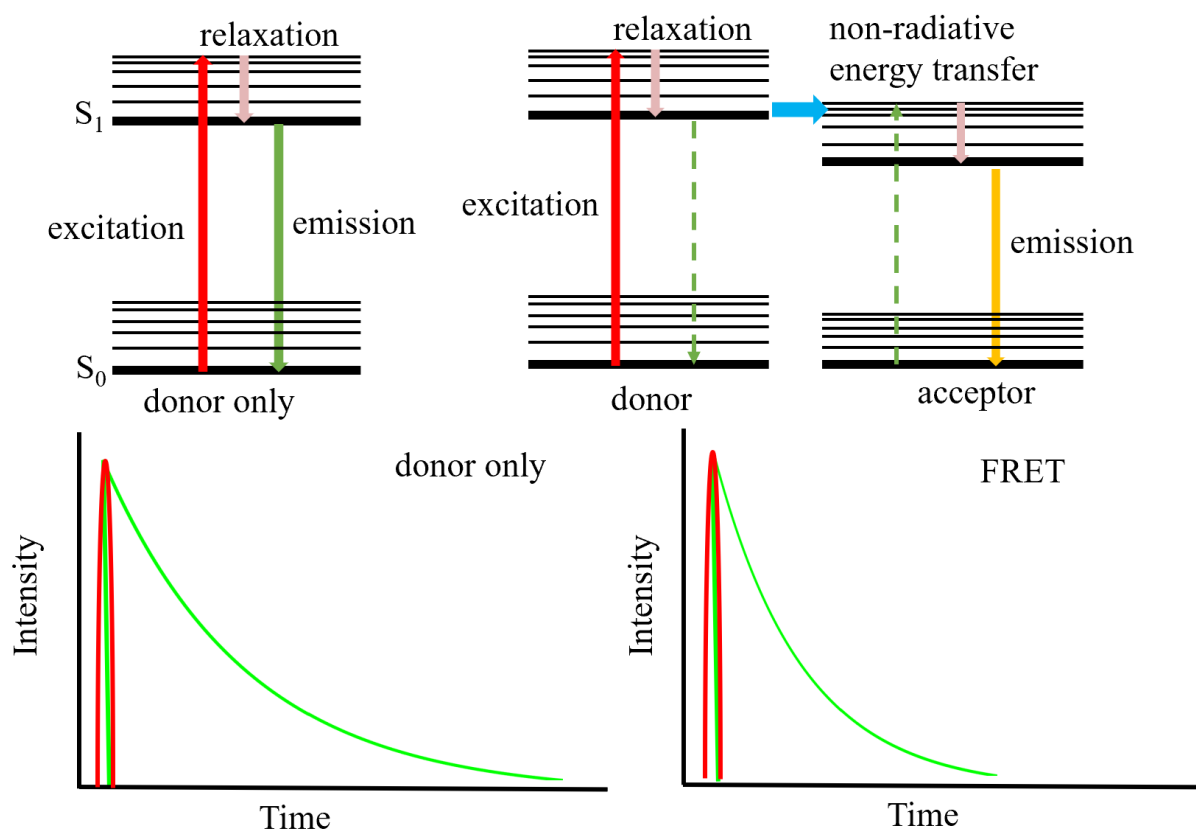 relaxation
S1
excitation
emission
S0
donor only
relaxation
non-radiative
energy transfer
excitation
emission
donor
acceptor
donor only
Intensity
Time
FRET
Intensity
Time